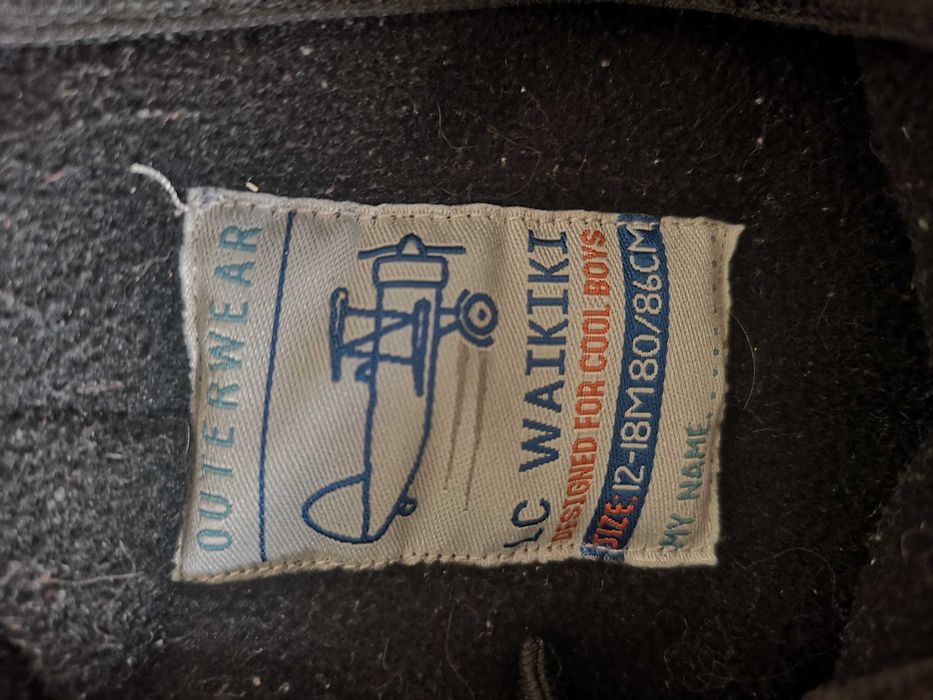 OUTERWEAR
LC WAIKIKI
DESIGNED FOR COOL BOYS
SIZE: 12-18M 80/86CM
MY NAME.......